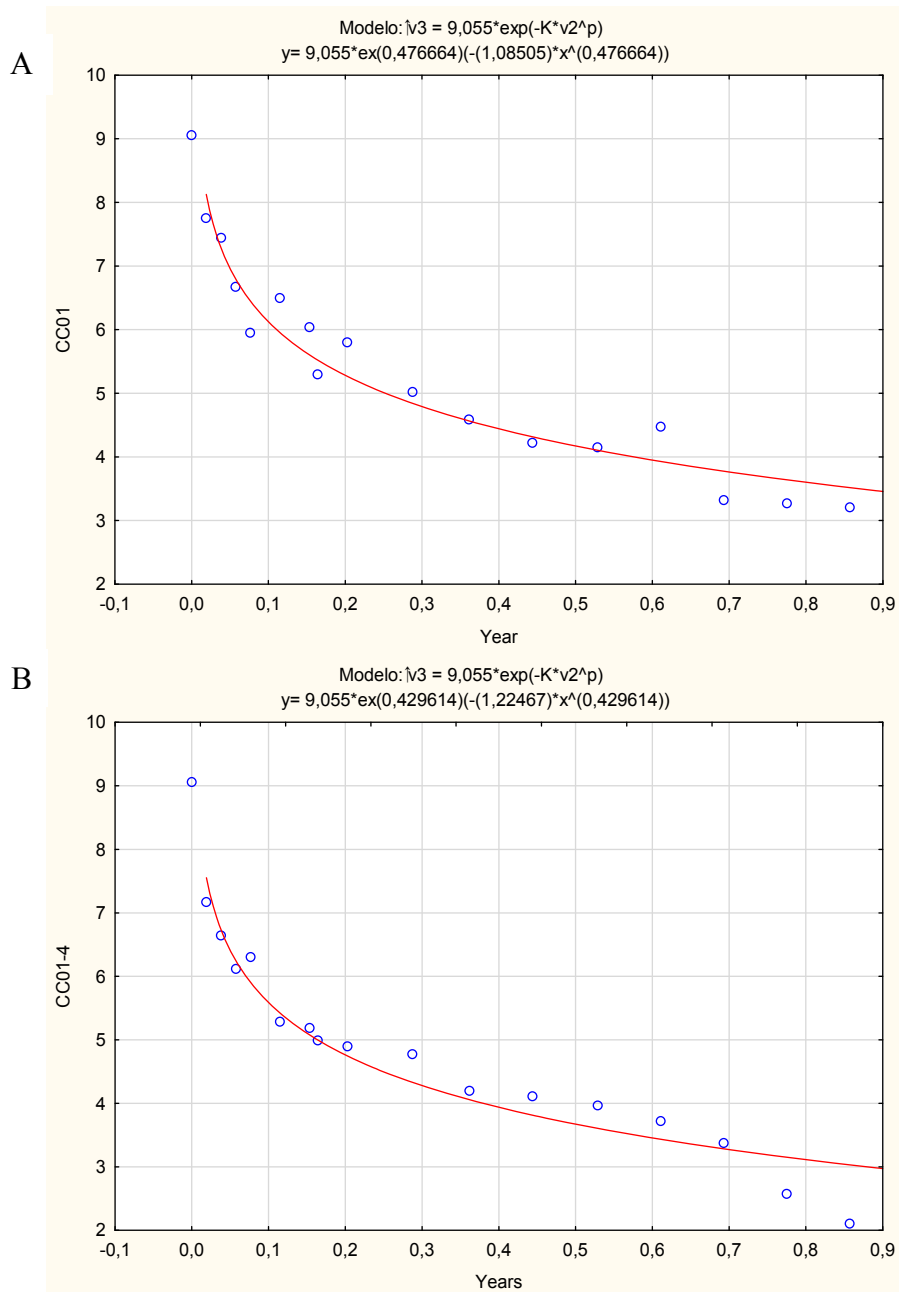 A
Modelo: v3 = 9,055*exp(-K*v2^p)
y= 9,055*ex(0,476664)(-(1,08505)*x^(0,476664))
10
9
8
7
6
5
4
3
2
CC01
-0,1 0,0 0,1 0,2 0,3 0,4 0,5 0,6 0,7 0,8 0,9
Year
B
Modelo: v3 = 9,055*exp(-K*v2^p)
y= 9,055*ex(0,429614)(-(1,22467)*x^(0,429614))
10
9
8
7
6
5
4
3
2
CC01-4
-0,1 0,0 0,1 0,2 0,3 0,4 0,5 0,6 0,7 0,8 0,9
Years